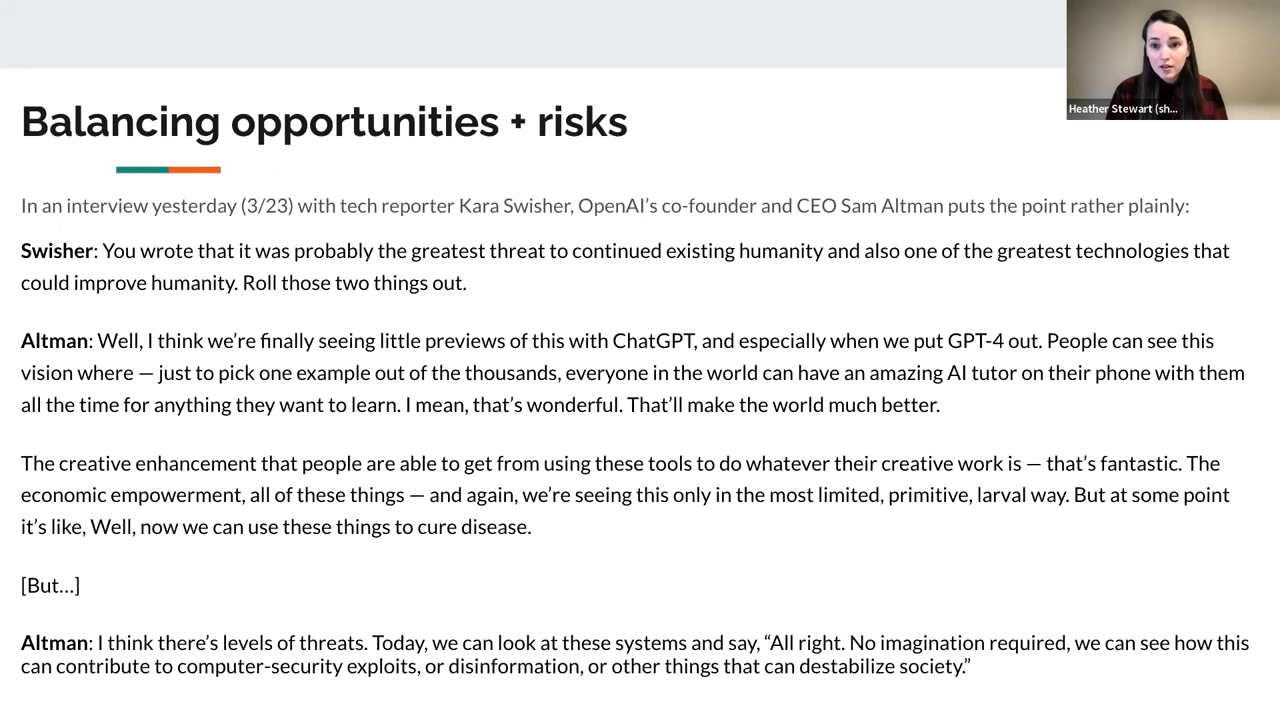 Heather Stewart (sh...
Balancing opportunities + risks
In an interview yesterday (3/23) with tech reporter Kara Swisher, OpenAI’s co-founder and CEO Sam Altman puts the point rather plainly:
Swisher: You wrote that it was probably the greatest threat to continued existing humanity and also one of the greatest technologies that
could improve humanity. Roll those two things out.
Altman: Well, I think we’re finally seeing little previews of this with ChatGPT, and especially when we put GPT-4 out. People can see this
vision where — just to pick one example out of the thousands, everyone in the world can have an amazing AI tutor on their phone with them
all the time for anything they want to learn. I mean, that’s wonderful. That’ll make the world much better.
The creative enhancement that people are able to get from using these tools to do whatever their creative work is — that’s fantastic. The
economic empowerment, all of these things — and again, we’re seeing this only in the most limited, primitive, larval way. But at some point
it’s like, Well, now we can use these things to cure disease.
[But…]
Altman: I think there’s levels of threats. Today, we can look at these systems and say, “All right. No imagination required, we can see how this
can contribute to computer-security exploits, or disinformation, or other things that can destabilize society.”